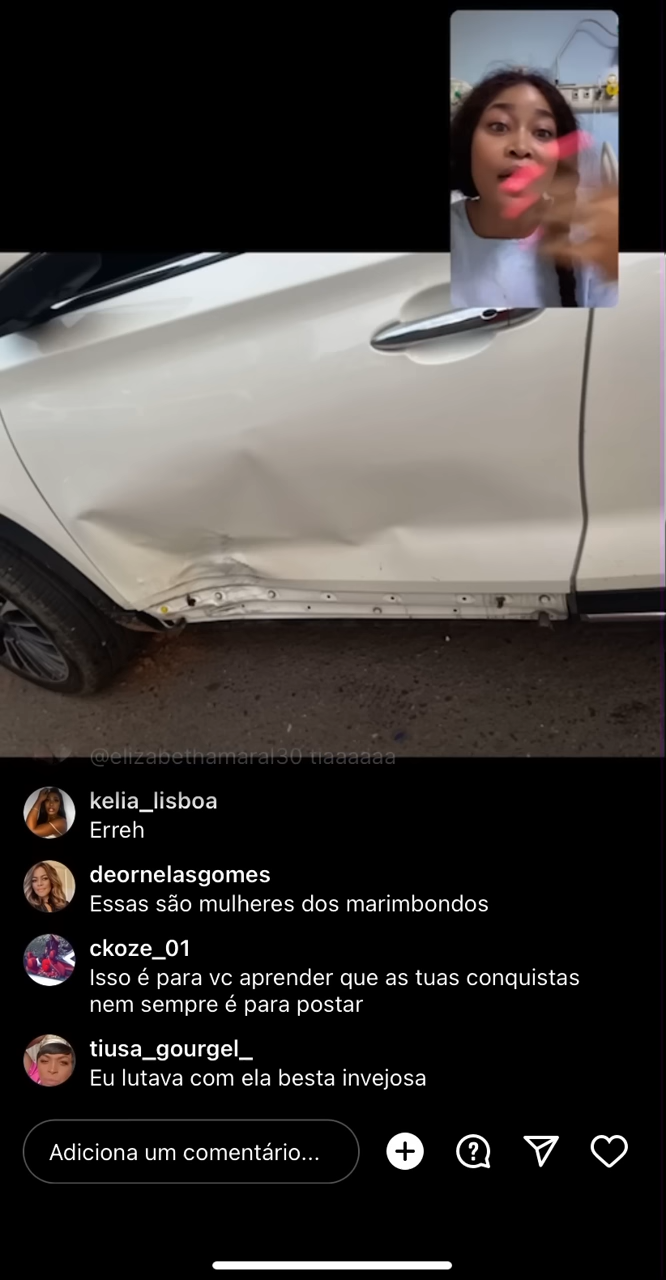 @elizabethamaral30 tiaaaaaa
kelia_lisboa
Erreh
deornelasgomes
Essas são mulheres dos marimbondos
ckoze_01
Isso é para vc aprender que as tuas conquistas
nem sempre é para postar
tiusa_gourgel_
Eu lutava com ela besta invejosa
Adiciona um comentário...